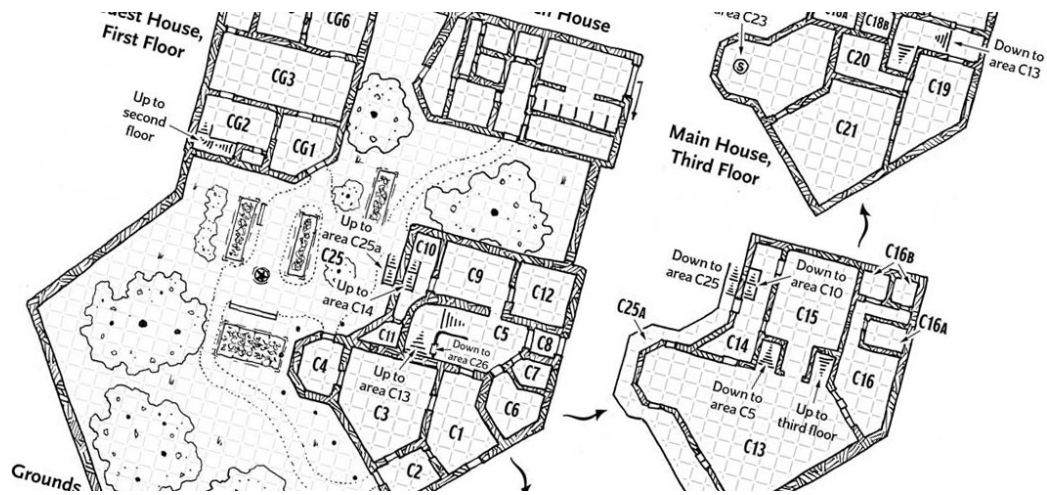 House,
First Floor
CG6
House
CG3
CG2
CG1
Up to
second
floor
area C23
C18B
C20
C19
C21
Down to
area C13
Main House,
Third Floor
Up to
area C25a
C25
C10
C9
C12
Up to
area C14
C11
C5
C8
Down to
area C26
C4
C7
Up to
area C13
C3
C6
C1
C2
Grounds
Down to
area C25
Down to
area C10
C16B
C25A
C15
C16A
C14
C16
Down to
area C5
Up to
third floor
C13